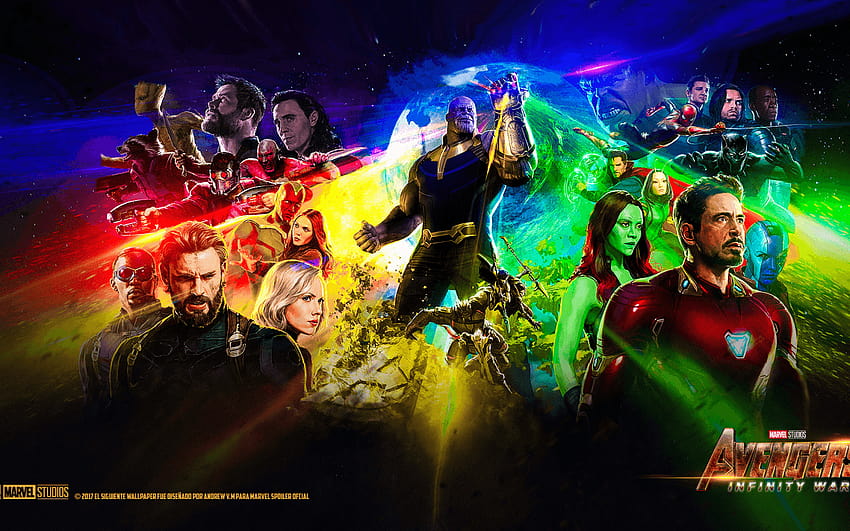 MARVEL STUDIOS
AVENGERS
INFINITY WAR
MARVEL STUDIOS
© 2017 EL SIGUIENTE WALLPAPER FUE DISEÑADO POR ANDREW V.M PARA MARVEL SPOILER OFICIAL